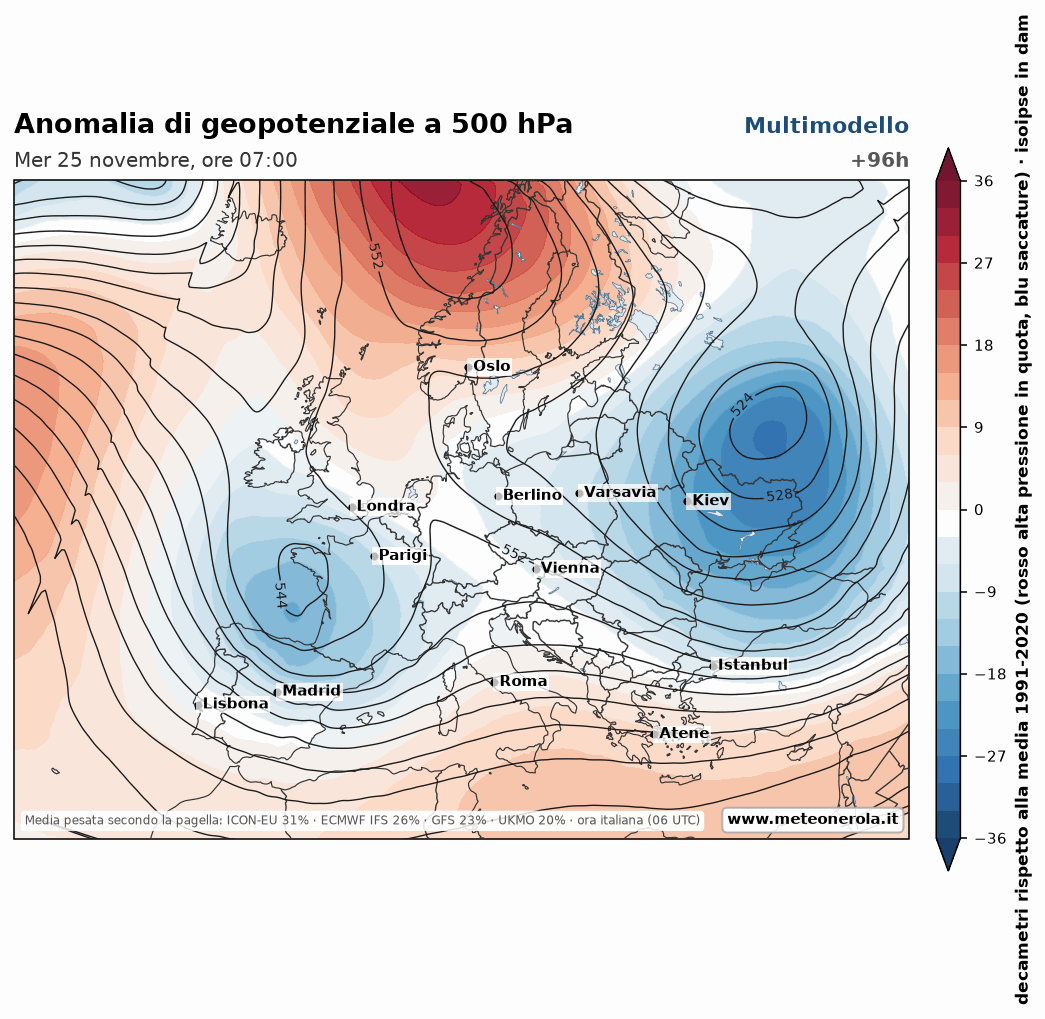 Anomalia di geopotenziale a 500 hPa
Multimodello
Mer 25 novembre, ore 07:00
+96h
552
Oslo
524
528
Berlino
Varsavia
Kiev
Londra
Parigi
552
Vienna
544
Istanbul
Roma
Madrid
Lisbona
Atene
Media pesata secondo la pagella: ICON-EU 31% · ECMWF IFS 26% · GFS 23% · UKMO 20% · ora italiana (06 UTC)
www.meteonerola.it
36
27
18
9
0
−9
−18
−27
−36
decametri rispetto alla media 1991-2020 (rosso alta pressione in quota, blu saccature) · isoipse in dam